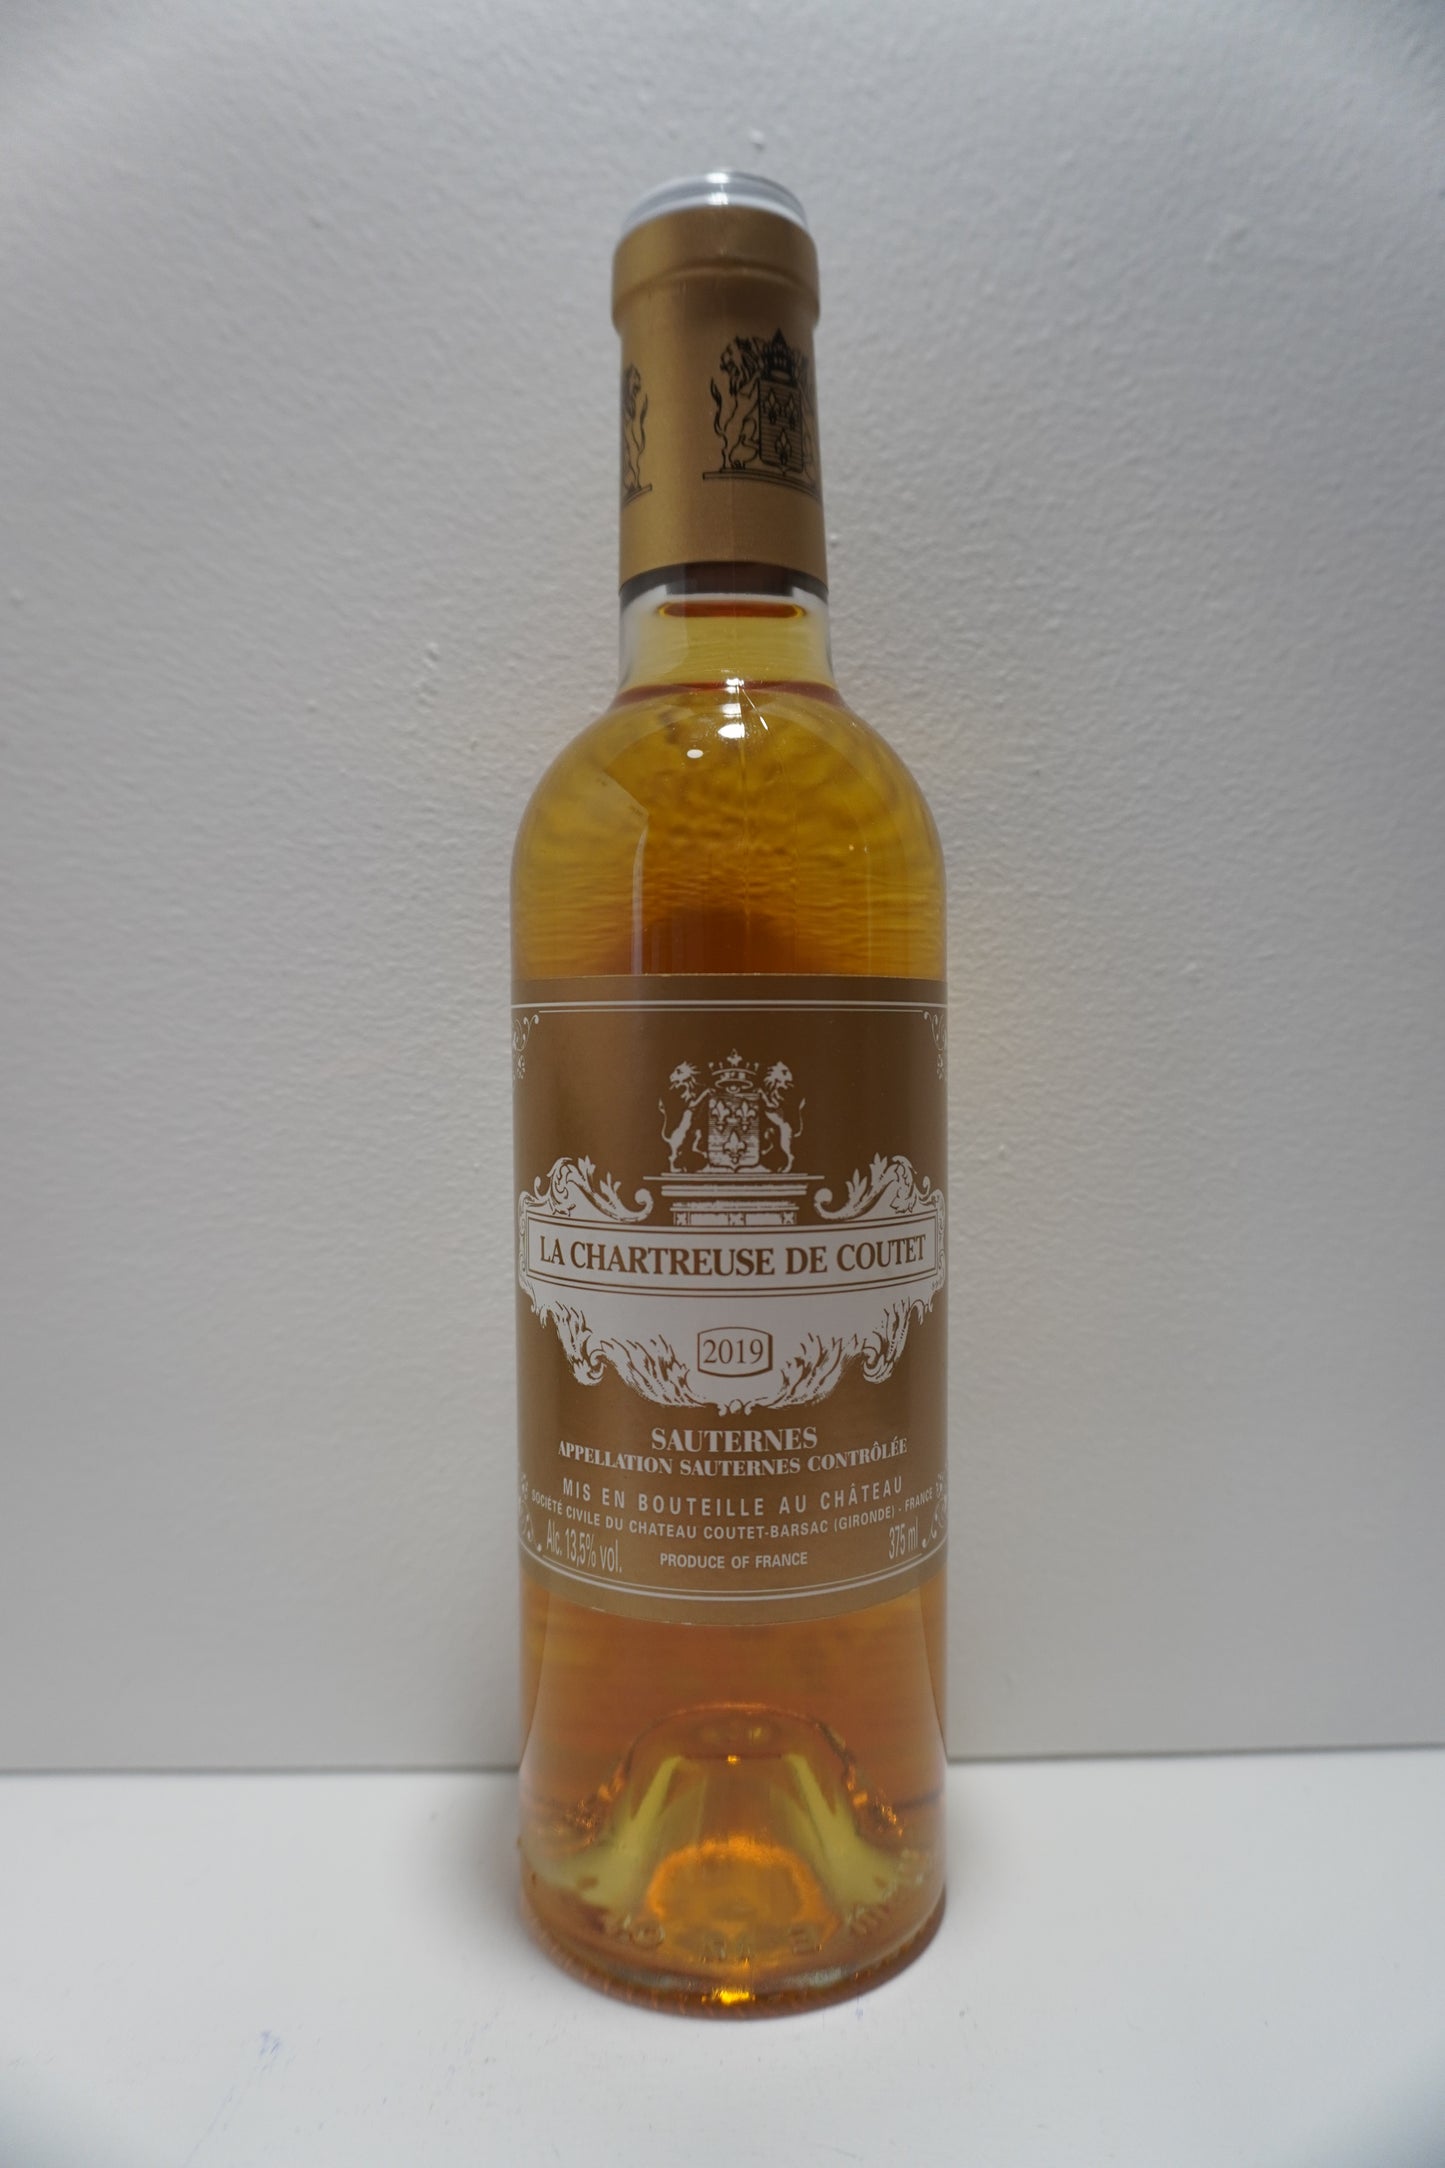 LA CHARTREUSE DE COUTET
2019
SAUTERNES
APPELLATION SAUTERNES CONTRÔLÉE
MIS EN BOUTEILLE AU CHÂTEAU
SOCIÉTÉ CIVILE DU CHATEAU COUTET-BARSAC (GIRONDE) - FRANCE
Alc. 13,5% vol.
PRODUCE OF FRANCE
375 ml